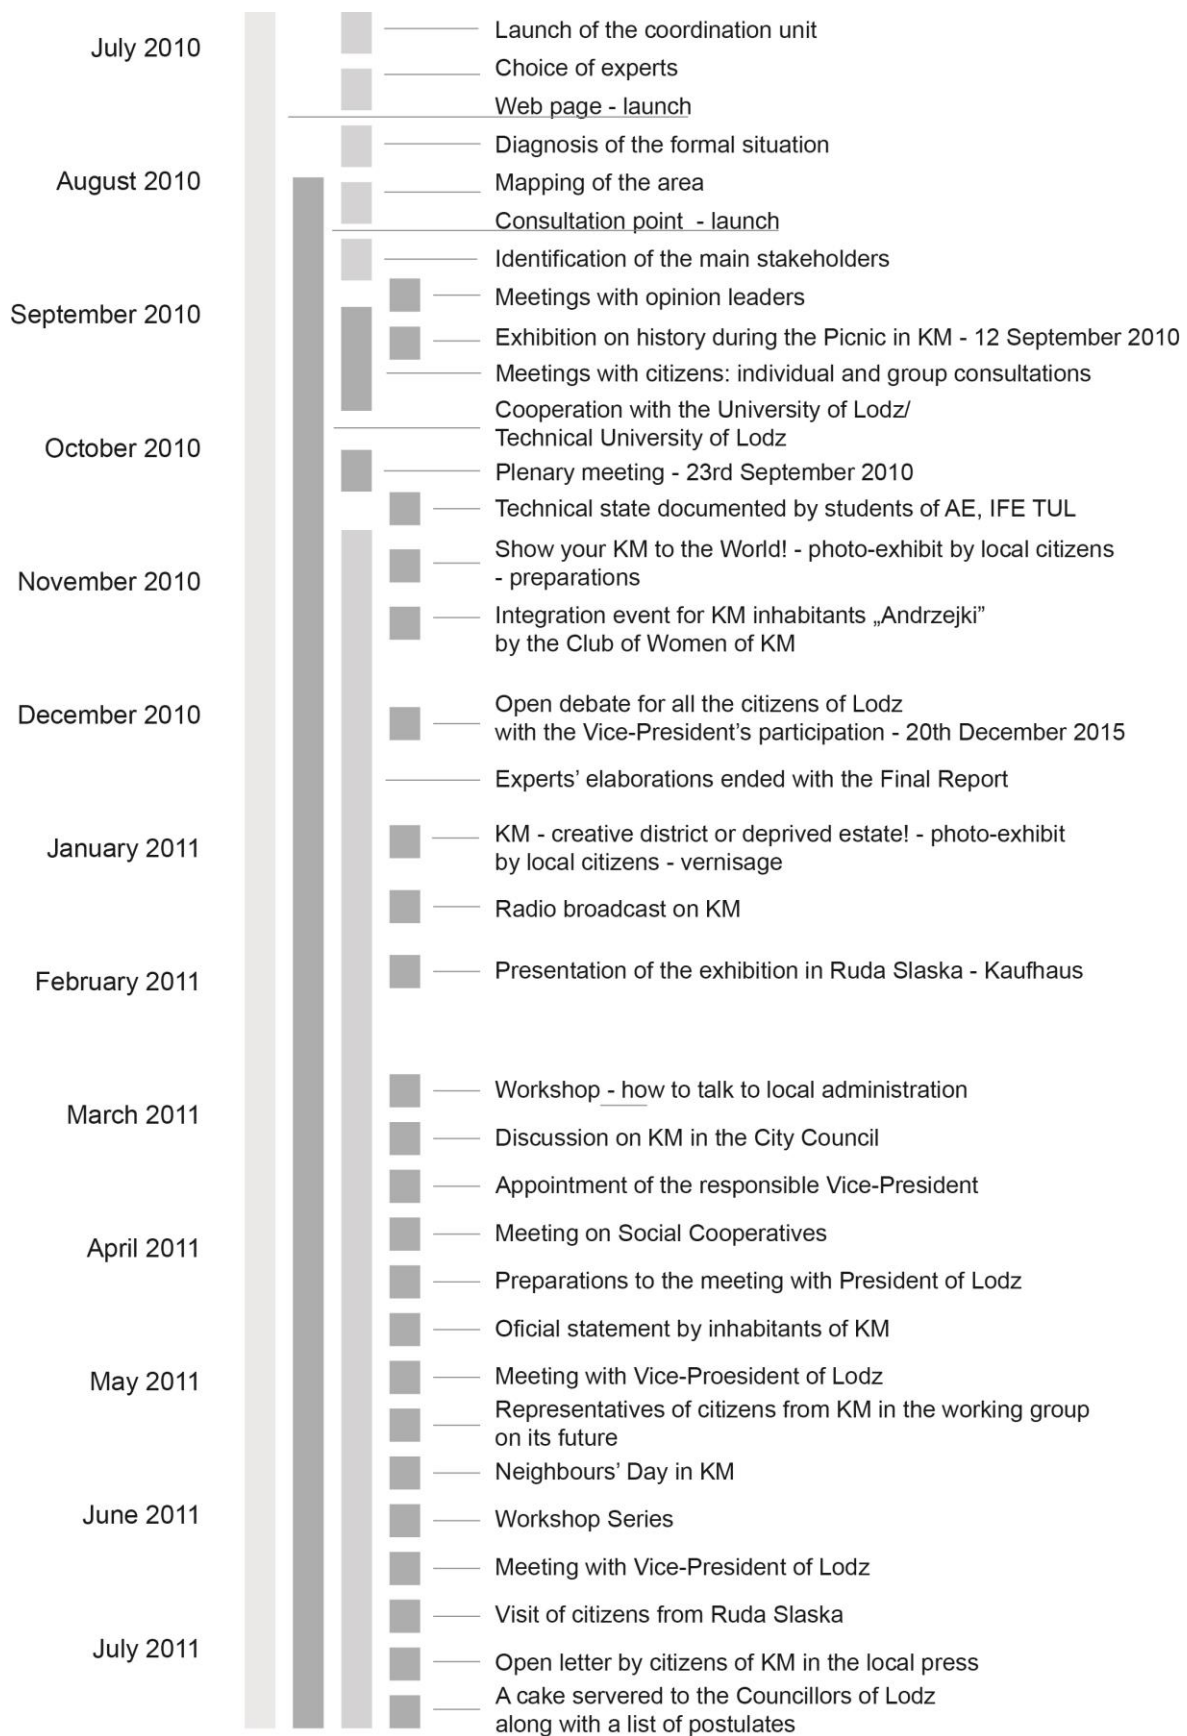 July 2010
Launch of the coordination unit
Choice of experts
Web page - launch
Diagnosis of the formal situation
August 2010
Mapping of the area
Consultation point - launch
Identification of the main stakeholders
Meetings with opinion leaders
September 2010
Exhibition on history during the Picnic in KM - 12 September 2010
Meetings with citizens: individual and group consultations
Cooperation with the University of Lodz/
Technical University of Lodz
October 2010
Plenary meeting - 23rd September 2010
Technical state documented by students of AE, IFE TUL
Show your KM to the World! - photo-exhibit by local citizens
- preparations
November 2010
Integration event for KM inhabitants „Andrzejki”
by the Club of Women of KM
December 2010
Open debate for all the citizens of Lodz
with the Vice-President’s participation - 20th December 2015
Experts’ elaborations ended with the Final Report
January 2011
KM - creative district or deprived estate! - photo-exhibit
by local citizens - vernisage
Radio broadcast on KM
February 2011
Presentation of the exhibition in Ruda Slaska - Kaufhaus
Workshop - how to talk to local administration
March 2011
Discussion on KM in the City Council
Appointment of the responsible Vice-President
April 2011
Meeting on Social Cooperatives
Preparations to the meeting with President of Lodz
Oficial statement by inhabitants of KM
May 2011
Meeting with Vice-Proesident of Lodz
Representatives of citizens from KM in the working group
on its future
Neighbours’ Day in KM
June 2011
Workshop Series
Meeting with Vice-President of Lodz
Visit of citizens from Ruda Slaska
July 2011
Open letter by citizens of KM in the local press
A cake servered to the Councillors of Lodz
along with a list of postulates